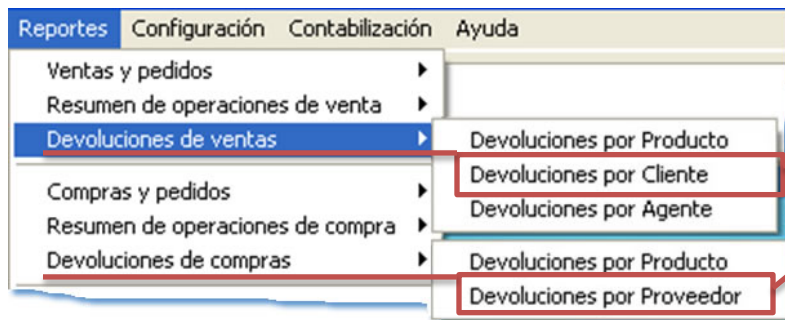 Reportes Configuración Contabilización Ayuda
Ventas y pedidos
Resumen de operaciones de venta
Devoluciones de ventas
Devoluciones por Producto
Devoluciones por Cliente
Devoluciones por Agente
Compras y pedidos
Resumen de operaciones de compra
Devoluciones de compras
Devoluciones por Producto
Devoluciones por Proveedor